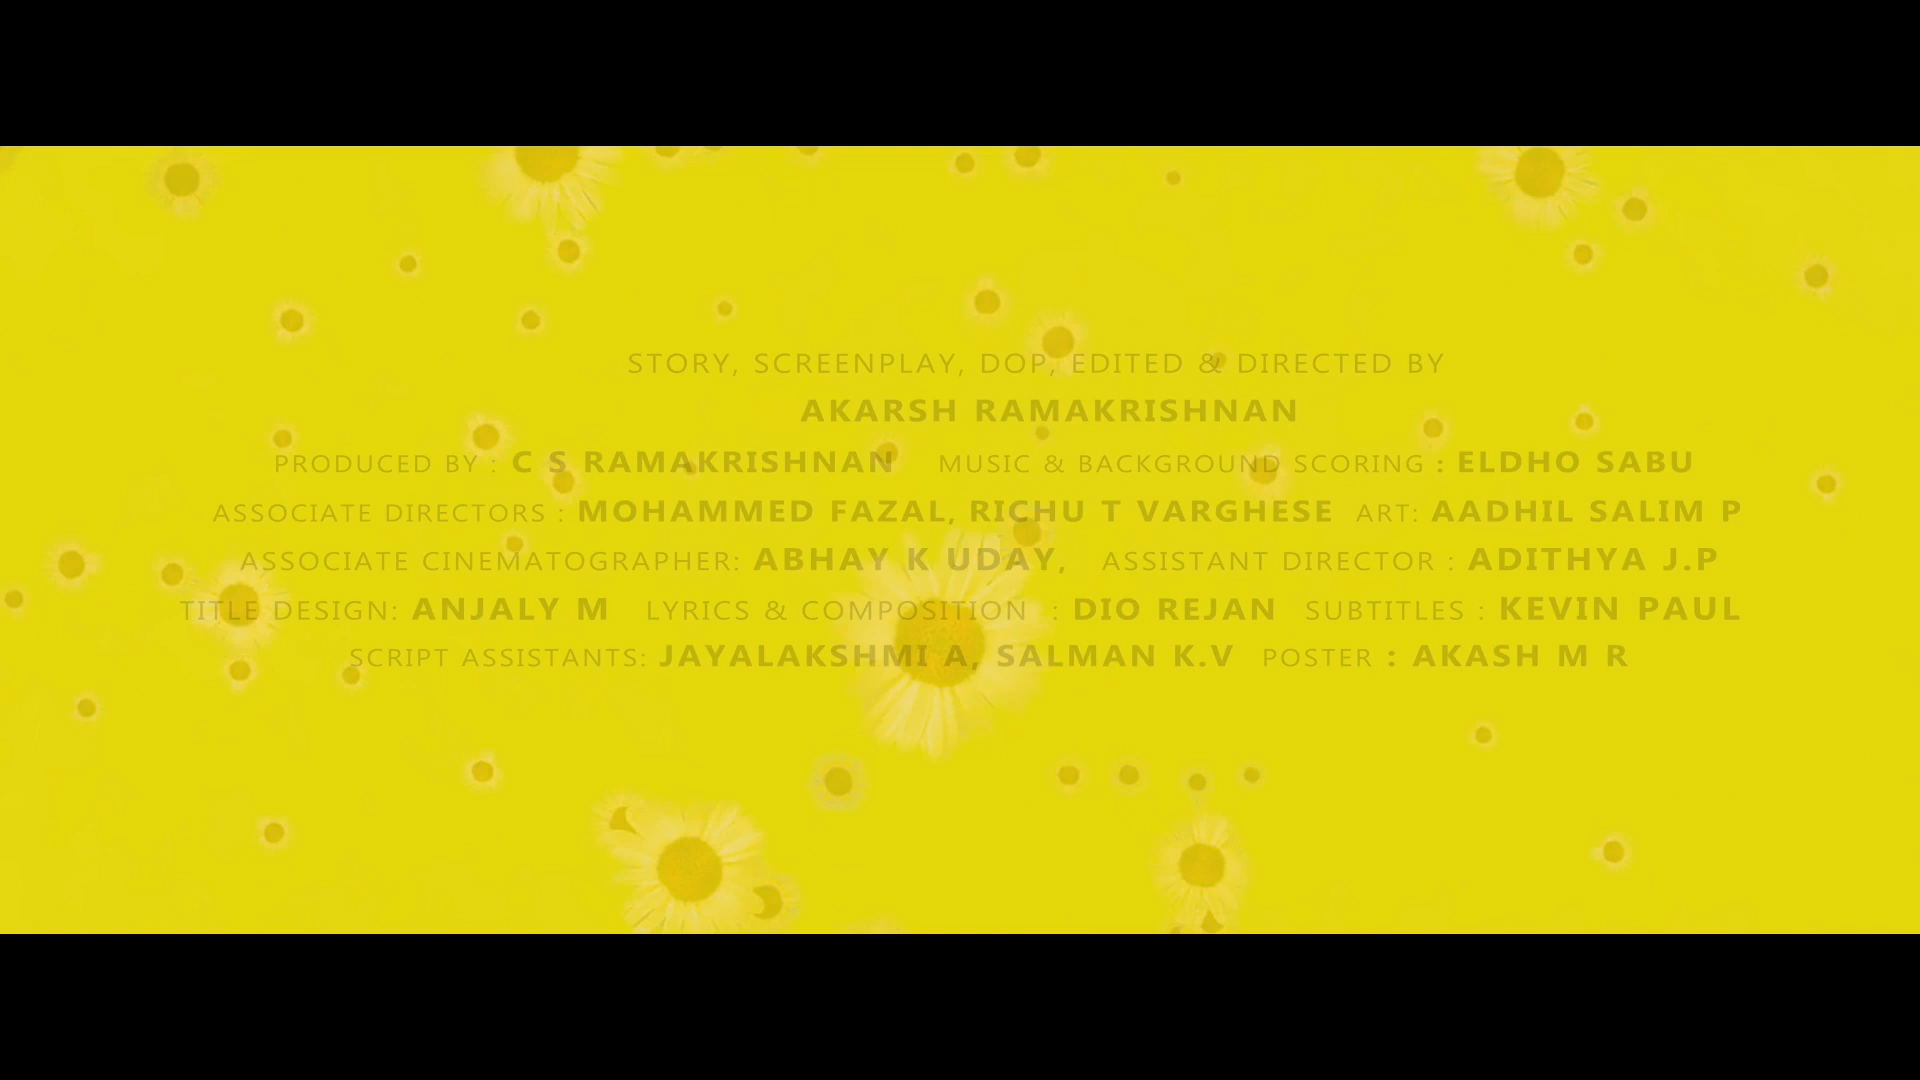 STORY, SCREENPLAY, DOP, EDITED & DIRECTED BY
AKARSH RAMAKRISHNAN
PRODUCED BY : C S RAMAKRISHNAN MUSIC & BACKGROUND SCORING : ELDHO SABU
ASSOCIATE DIRECTORS : MOHAMMED FAZAL, RICHU T VARGHESE ART: AADHIL SALIM P
ASSOCIATE CINEMATOGRAPHER: ABHAY K UDAY, ASSISTANT DIRECTOR : ADITHYA J.P
TITLE DESIGN: ANJALY M LYRICS & COMPOSITION : DIO REJAN SUBTITLES : KEVIN PAUL
SCRIPT ASSISTANTS: JAYALAKSHMI A, SALMAN K.V POSTER : AKASH M R